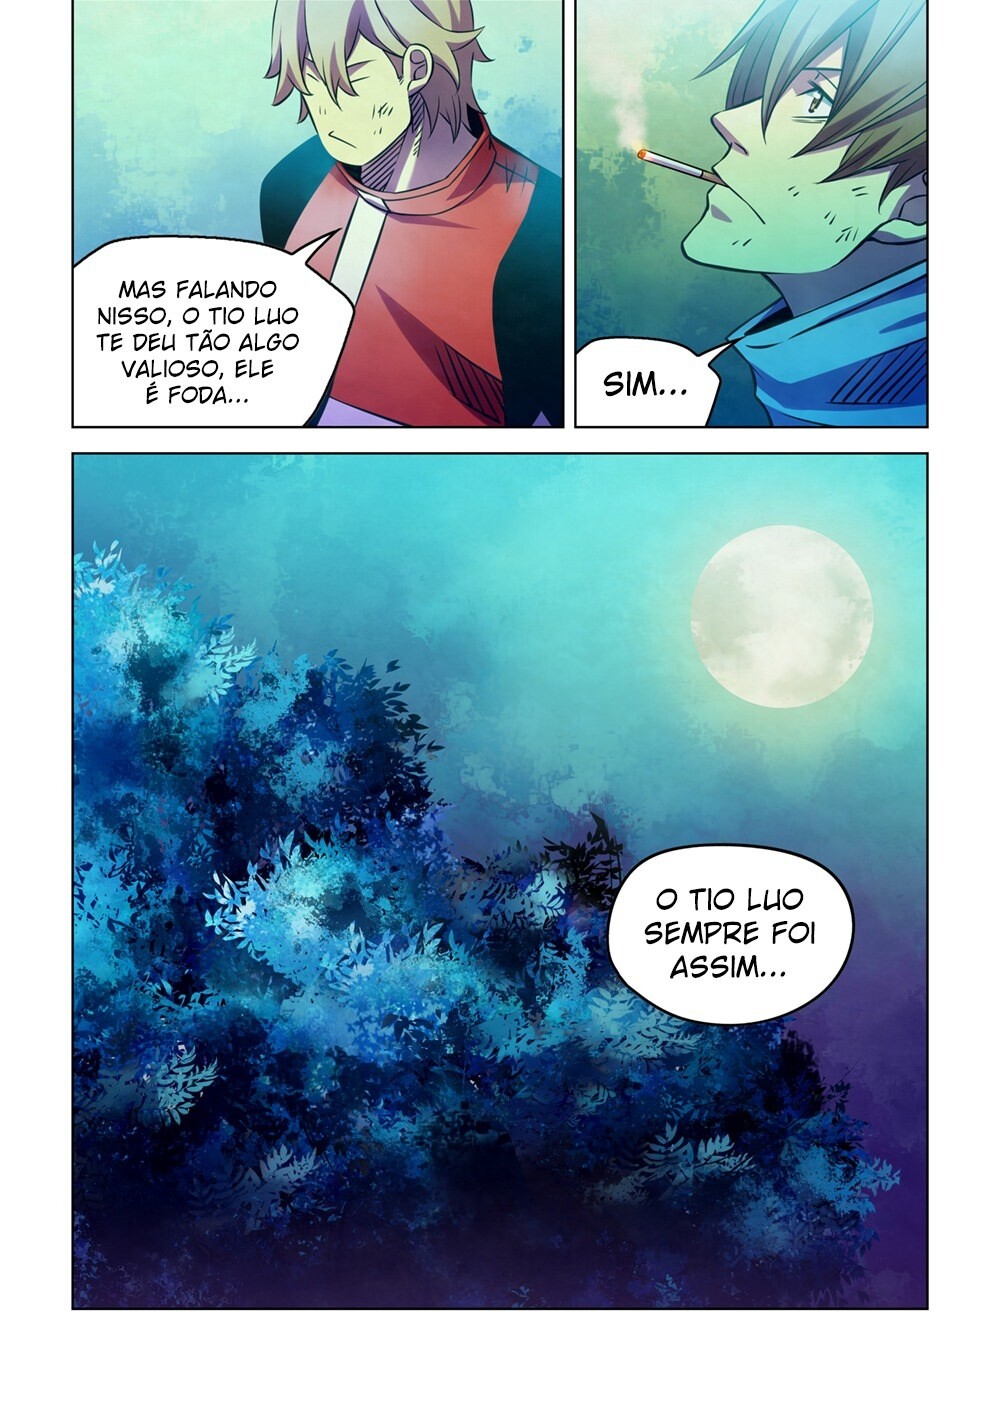 MAS FALANDO
NISSO, O TIO LUO
TE DEU TÃO ALGO
VALIOSO, ELE
É FODA...
SIM...
O TIO LUO
SEMPRE FOI
ASSIM...